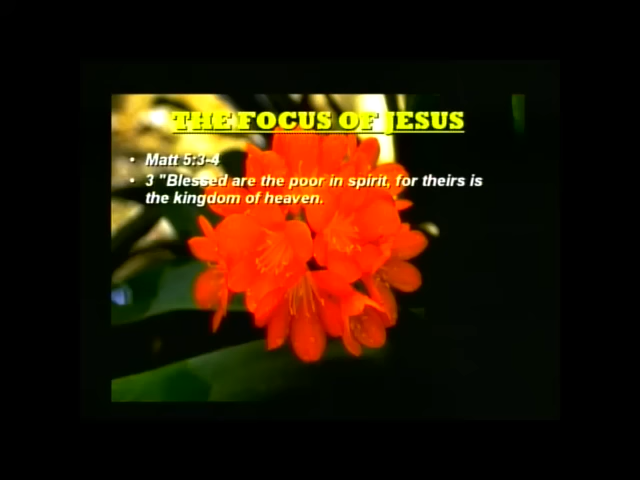 THE FOCUS OF JESUS
• Matt 5:3-4
• 3 "Blessed are the poor in spirit, for theirs is
the kingdom of heaven.